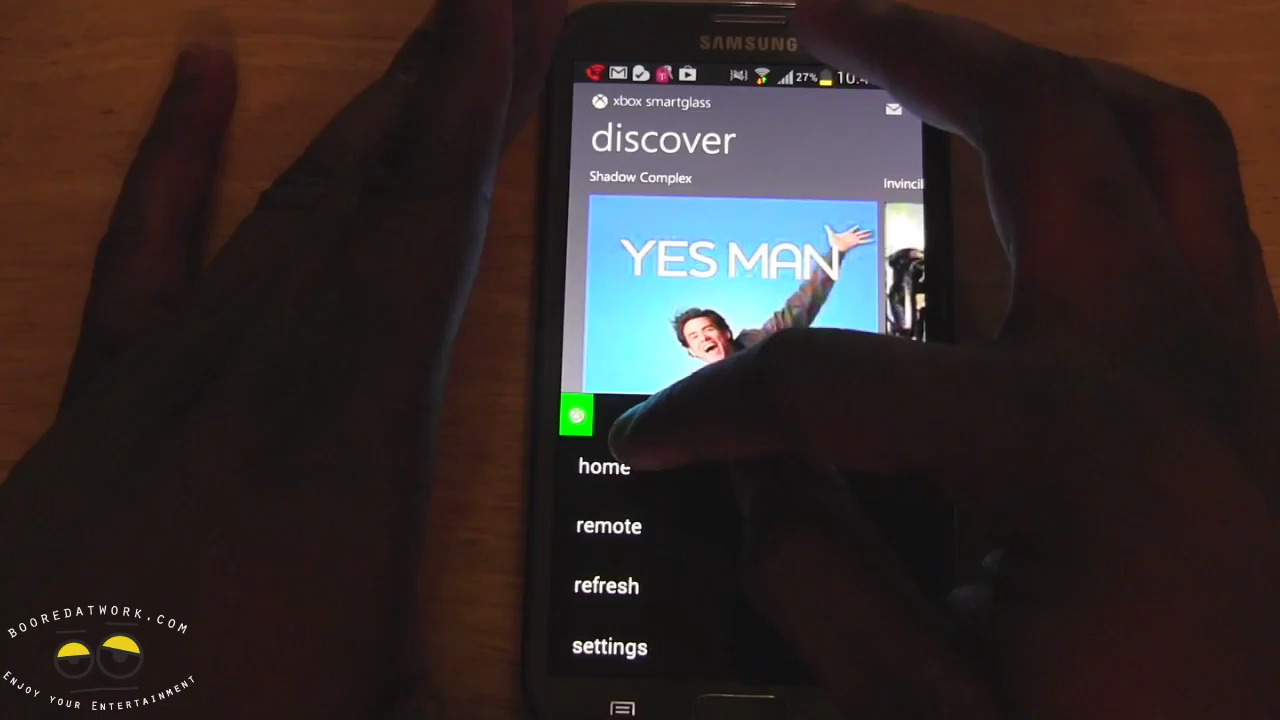 SAMSUNG
27%
xbox smartglass
discover
Shadow Complex
YES MAN
home
remote
refresh
settings
BOOREDATWORK.COM
ENJOY YOUR ENTERTAINMENT